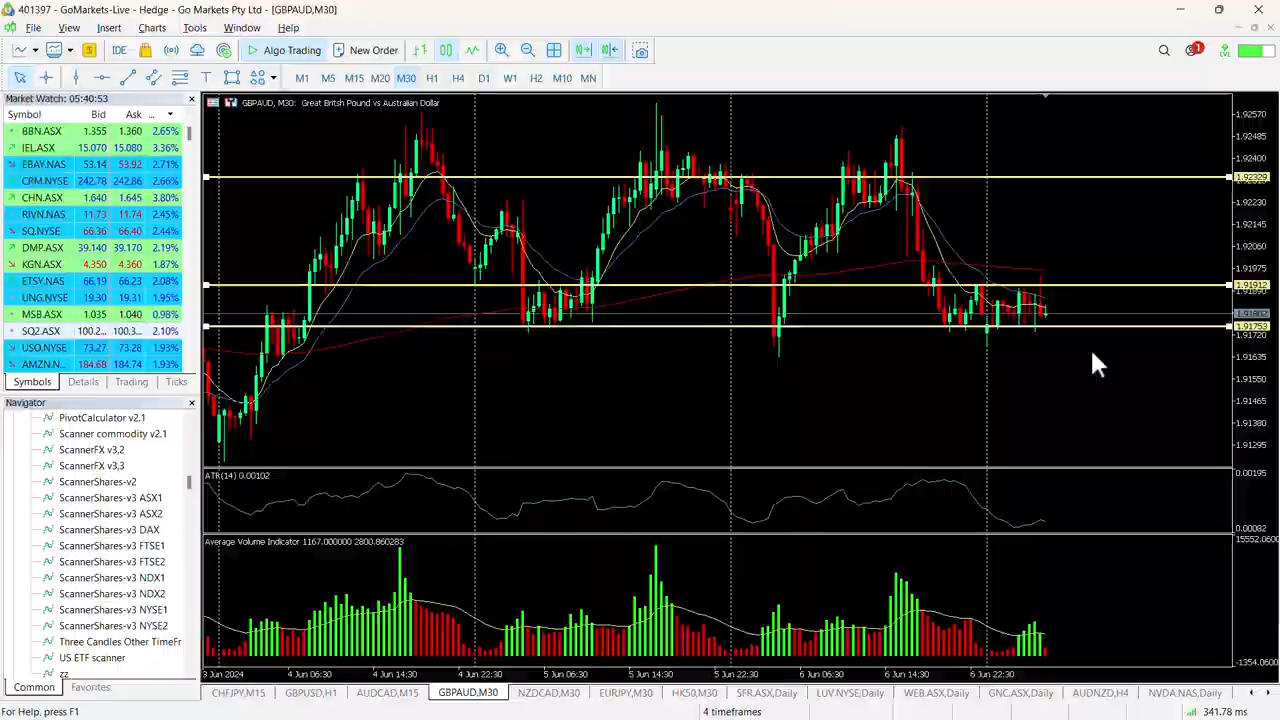 401397 - GoMarkets-Live - Hedge - Go Markets Pty Ltd - [GBPAUD,M30]
File View Insert Charts Tools Window Help
IDE Algo Trading New Order 1 LVL
T M1 M5 M15 M20 M30 H1 H4 D1 W1 H2 M10 MN
Market Watch: 05:40:53
Symbol Bid Ask ...
BBN.ASX 1.355 1.360 2.65%
IEL.ASX 15.070 15.080 3.36%
EBAY.NAS 53.14 53.92 2.71%
CRM.NYSE 242.78 242.86 2.66%
CHN.ASX 1.640 1.645 3.80%
RIVN.NAS 11.73 11.74 2.45%
SQ.NYSE 66.36 66.40 2.44%
DMP.ASX 39.140 39.170 2.19%
KGN.ASX 4.350 4.360 1.87%
ETSY.NAS 66.19 66.23 2.08%
UNG.NYSE 19.30 19.31 1.95%
MSB.ASX 1.035 1.040 0.98%
SQ2.ASX 100.2... 100.3... 2.10%
USO.NYSE 73.27 73.28 1.93%
AMZN.N... 184.68 184.74 1.93%
Symbols Details Trading Ticks
Navigator
PivotCalculator v2.1
Scanner commodity v2.1
ScannerFX v3,2
ScannerFX v3,3
ScannerShares-v2
ScannerShares-v3 ASX1
ScannerShares-v3 ASX2
ScannerShares-v3 DAX
ScannerShares-v3 FTSE1
ScannerShares-v3 FTSE2
ScannerShares-v3 NDX1
ScannerShares-v3 NDX2
ScannerShares-v3 NYSE1
ScannerShares-v3 NYSE2
Three Candles Other TimeFr
US ETF scanner
zz
Common Favorites
GBPAUD, M30: Great Britsh Pound vs Australian Dollar
1.92570
1.92485
1.92400
1.92329
1.92230
1.92145
1.92060
1.91975
1.91912
1.91890
1.91802
1.91753
1.91720
1.91635
1.91550
1.91465
1.91380
1.91295
ATR(14) 0.00102
0.00195
0.00082
Average Volume Indicator 1167.000000 2800.860283
15552.0600
-1354.0600
3 Jun 2024 4 Jun 06:30 4 Jun 14:30 4 Jun 22:30 5 Jun 06:30 5 Jun 14:30 5 Jun 22:30 6 Jun 06:30 6 Jun 14:30 6 Jun 22:30
CHFJPY,M15 GBPUSD,H1 AUDCAD,M15 GBPAUD,M30 NZDCAD,M30 EURJPY,M30 HK50,M30 SFR.ASX,Daily LUV.NYSE,Daily WEB.ASX,Daily GNC.ASX,Daily AUDNZD,H4 NVDA.NAS,Daily
For Help, press F1 4 timeframes 341.78 ms